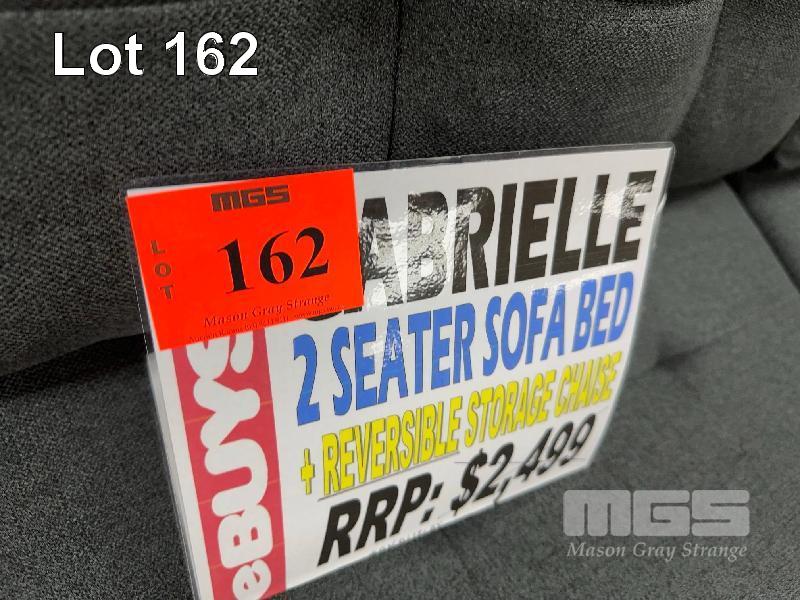 Lot 162
MGS
LOT
162
Mason Gray Strange
GABRIELLE
2 SEATER SOFA BED
+ REVERSIBLE STORAGE CHAISE
RRP: $2,499
eBUYS
MGS
Mason Gray Strange